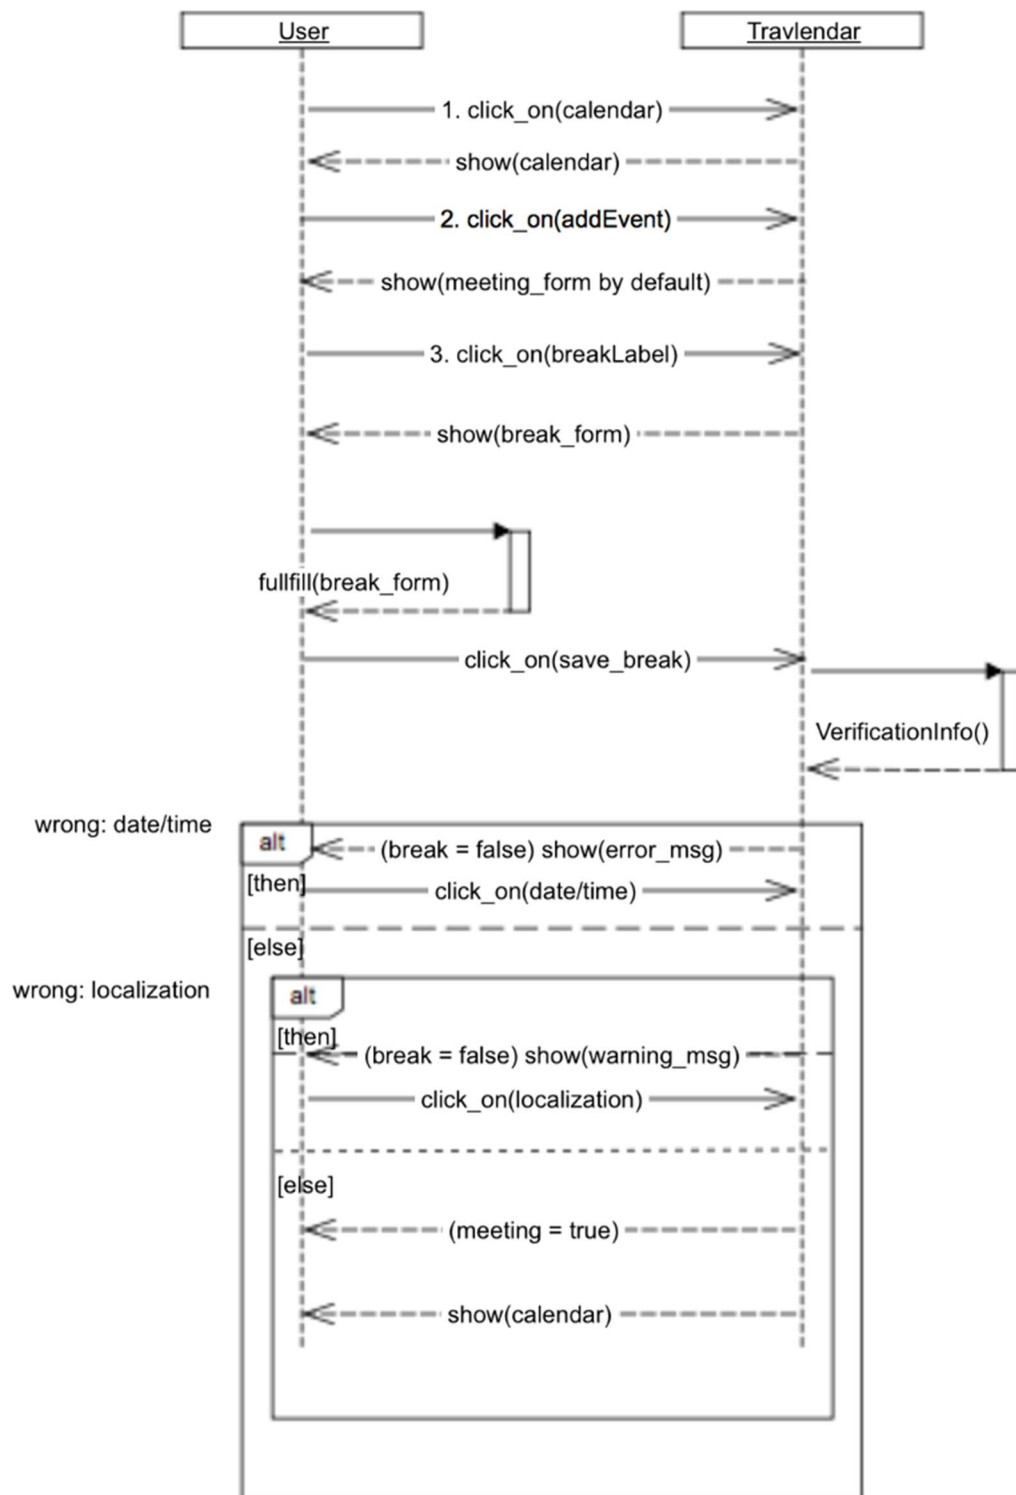 User
Travlendar
1. click_on(calendar)
show(calendar)
2. click_on(addEvent)
show(meeting_form by default)
3. click_on(breakLabel)
show(break_form)
fullfill(break_form)
click_on(save_break)
VerificationInfo()
wrong: date/time
alt
(break = false) show(error_msg)
[then]
click_on(date/time)
[else]
wrong: localization
alt
[then]
(break = false) show(warning_msg)
click_on(localization)
[else]
(meeting = true)
show(calendar)